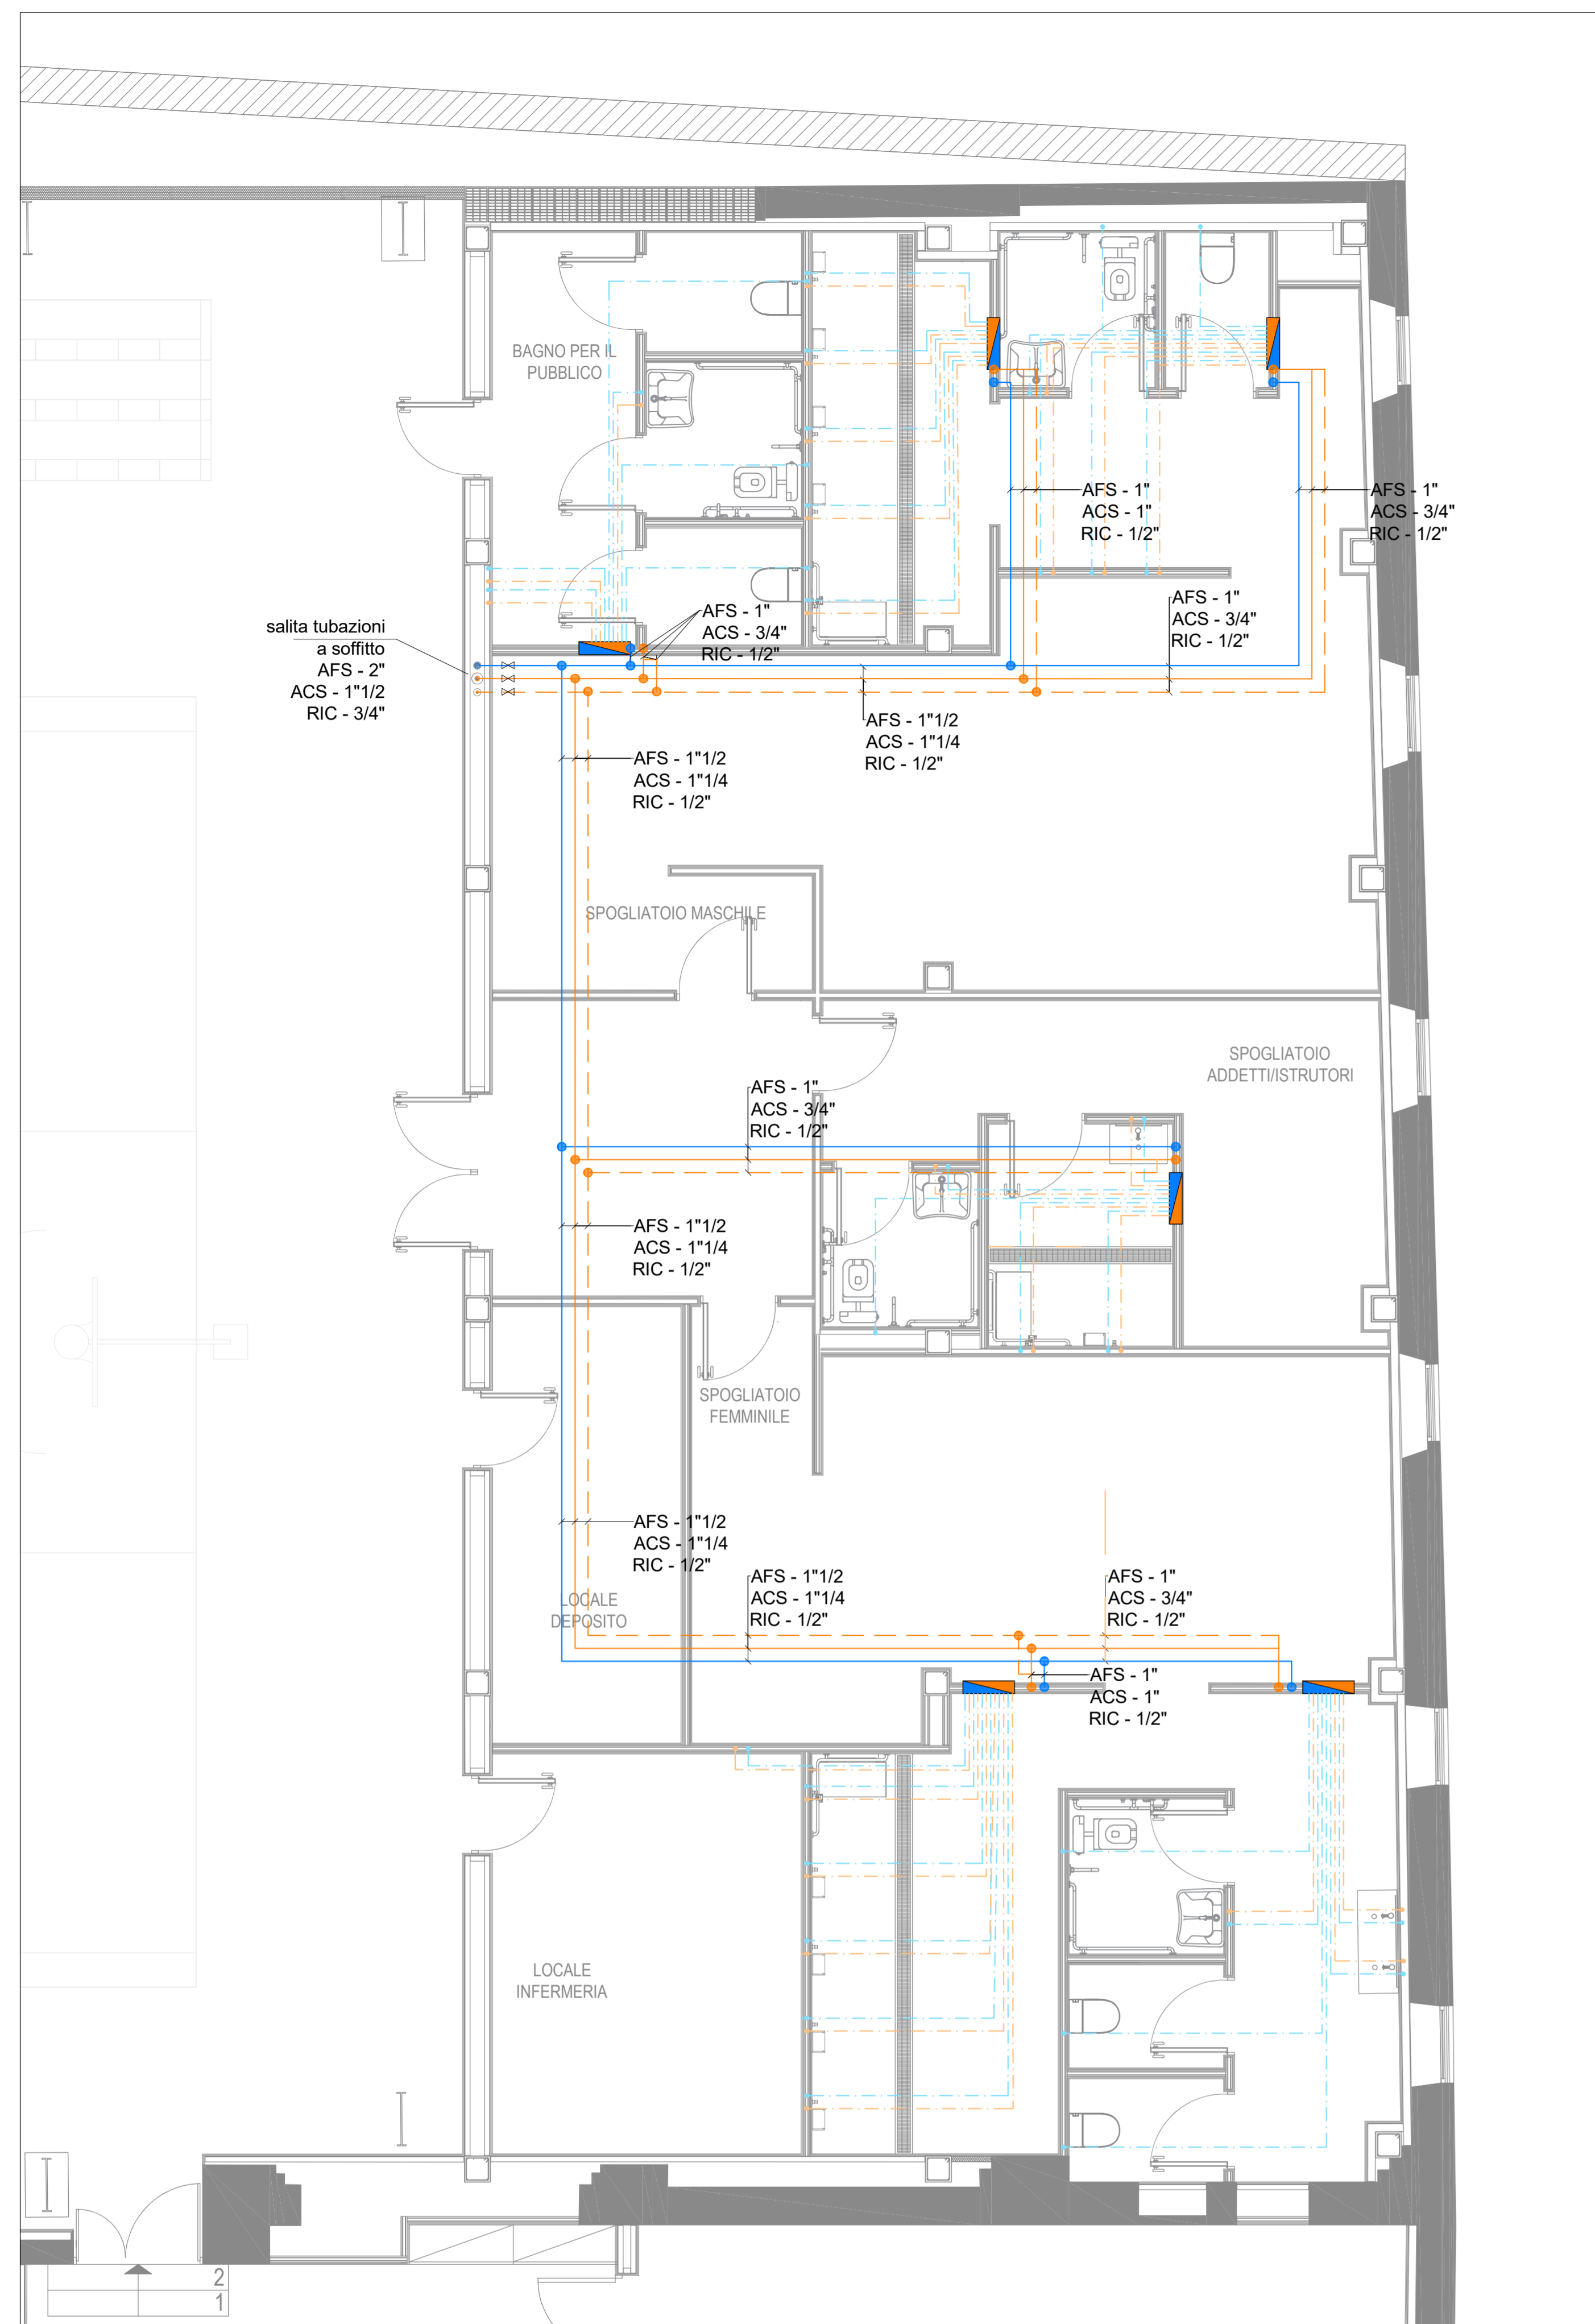 BAGNO PER IL
PUBBLICO
AFS - 1"
ACS - 1"
RIC - 1/2"
AFS - 1"
ACS - 3/4"
RIC - 1/2"
AFS - 1"
ACS - 3/4"
RIC - 1/2"
AFS - 1"
ACS - 3/4"
RIC - 1/2"
salita tubazioni
a soffitto
AFS - 2"
ACS - 1"1/2
RIC - 3/4"
AFS - 1"1/2
ACS - 1"1/4
RIC - 1/2"
AFS - 1"1/2
ACS - 1"1/4
RIC - 1/2"
SPOGLIATOIO MASCHILE
SPOGLIATOIO
ADDETTI/ISTRUTORI
AFS - 1"
ACS - 3/4"
RIC - 1/2"
AFS - 1"1/2
ACS - 1"1/4
RIC - 1/2"
SPOGLIATOIO
FEMMINILE
AFS - 1"1/2
ACS - 1"1/4
RIC - 1/2"
LOCALE
DEPOSITO
AFS - 1"1/2
ACS - 1"1/4
RIC - 1/2"
AFS - 1"
ACS - 3/4"
RIC - 1/2"
AFS - 1"
ACS - 1"
RIC - 1/2"
LOCALE
INFERMERIA
2
1